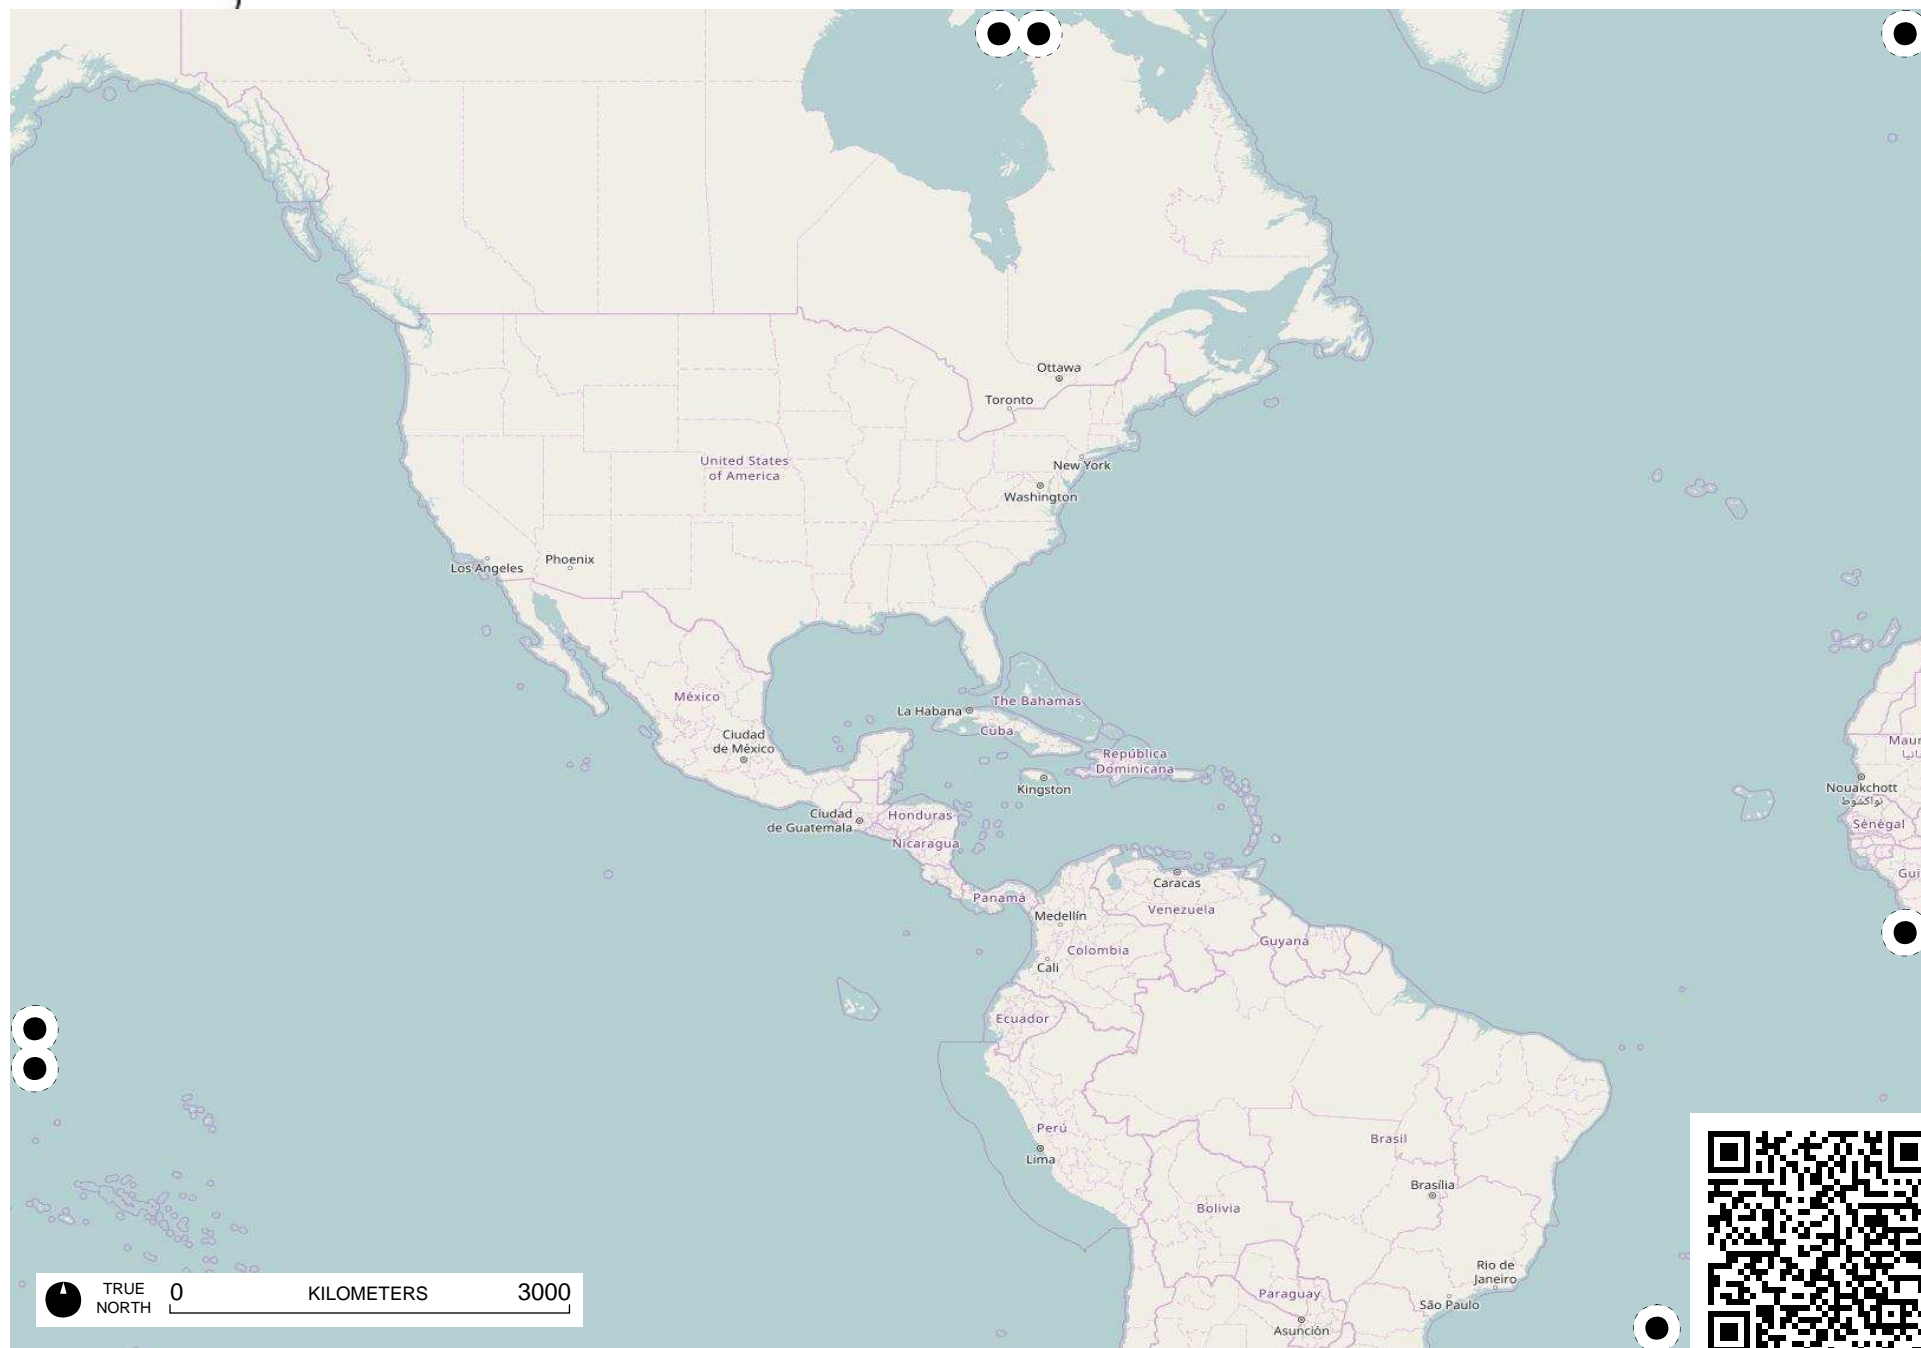 Ottawa
Toronto
United States
of America
New York
Washington
Los Angeles
Phoenix
México
La Habana
The Bahamas
Cuba
Ciudad
de México
República
Dominicana
Kingston
Nouakchott
نواكشوط
Ciudad
de Guatemala
Honduras
Sénégal
Nicaragua
Caracas
Panamá
Venezuela
Medellín
Guyana
Colombia
Cali
Ecuador
Perú
Brasil
Lima
Brasília
Bolivia
Rio de
Janeiro
TRUE
NORTH
0
KILOMETERS
3000
Paraguay
São Paulo
Asunción